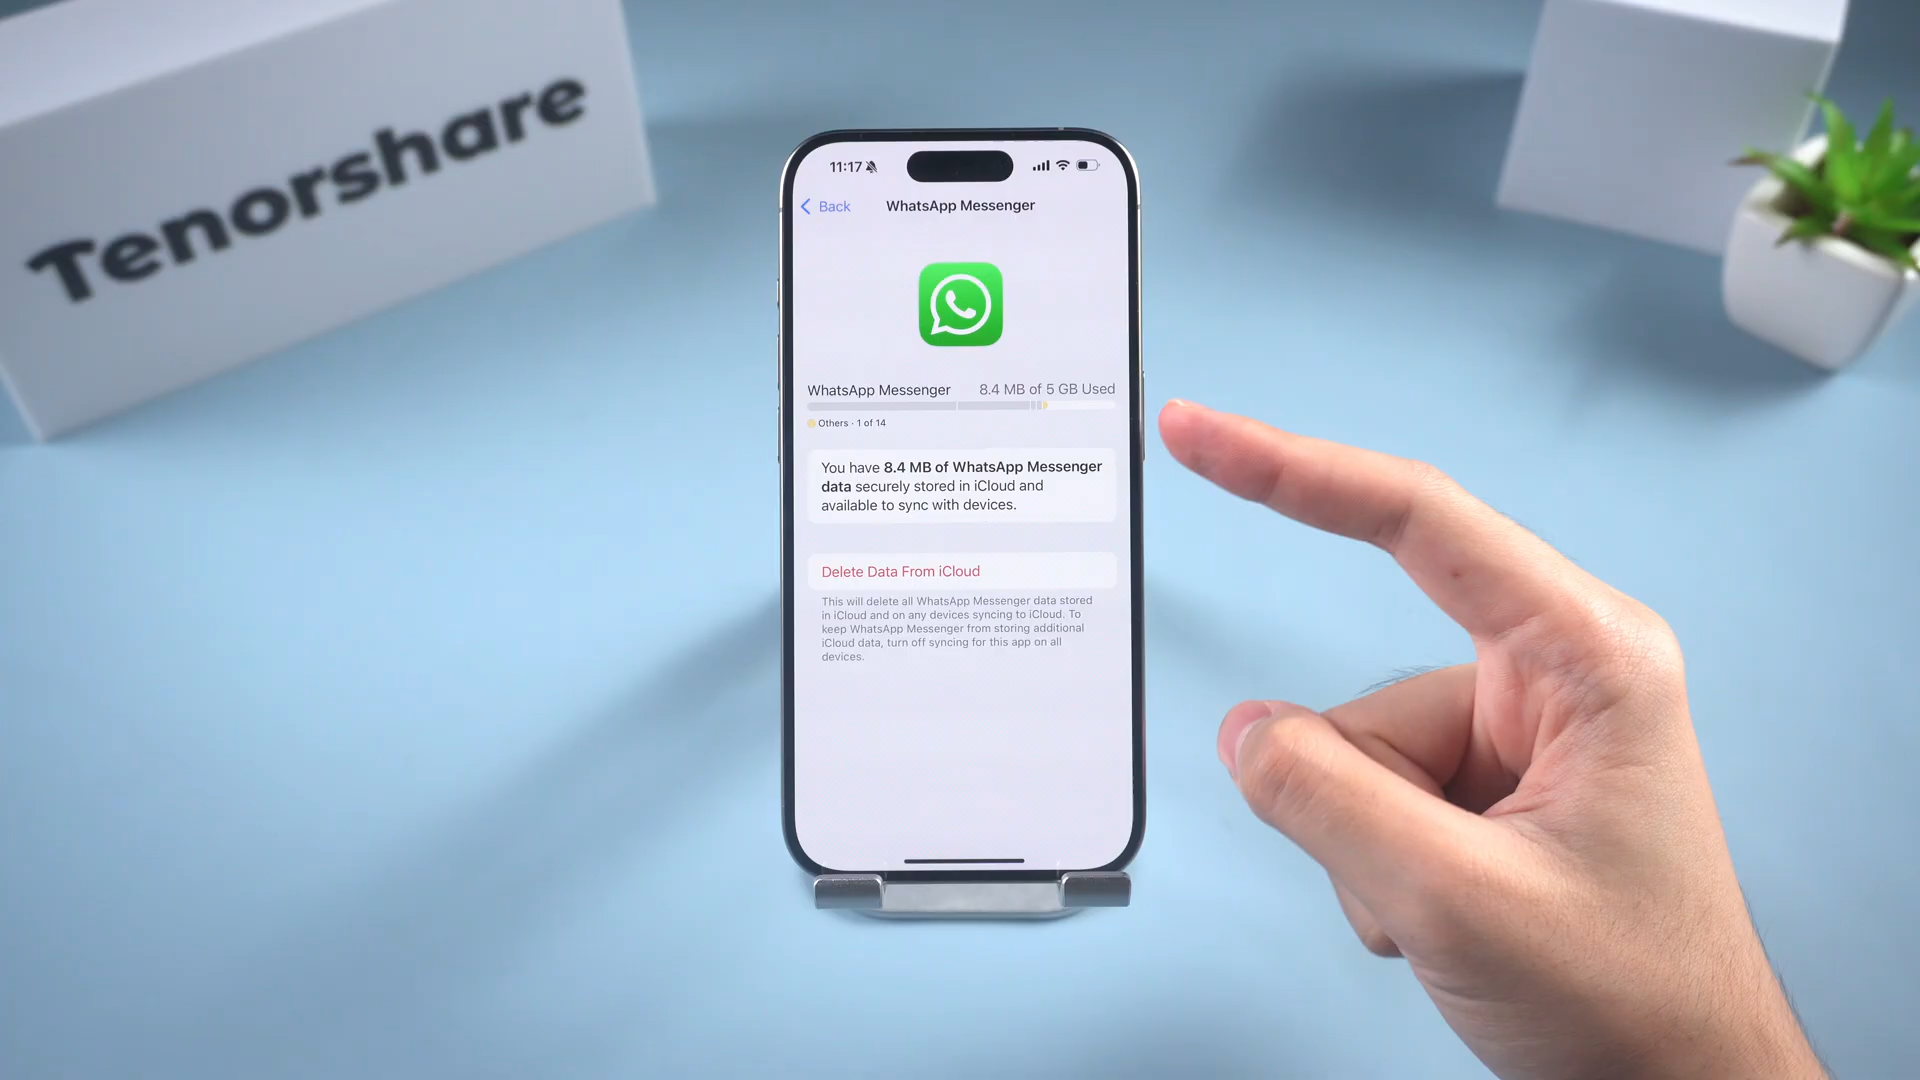 Tenorshare
11:17
Back
WhatsApp Messenger
WhatsApp Messenger
8.4 MB of 5 GB Used
Others · 1 of 14
You have 8.4 MB of WhatsApp Messenger
data securely stored in iCloud and
available to sync with devices.
Delete Data From iCloud
This will delete all WhatsApp Messenger data stored
in iCloud and on any devices syncing to iCloud. To
keep WhatsApp Messenger from storing additional
iCloud data, turn off syncing for this app on all
devices.